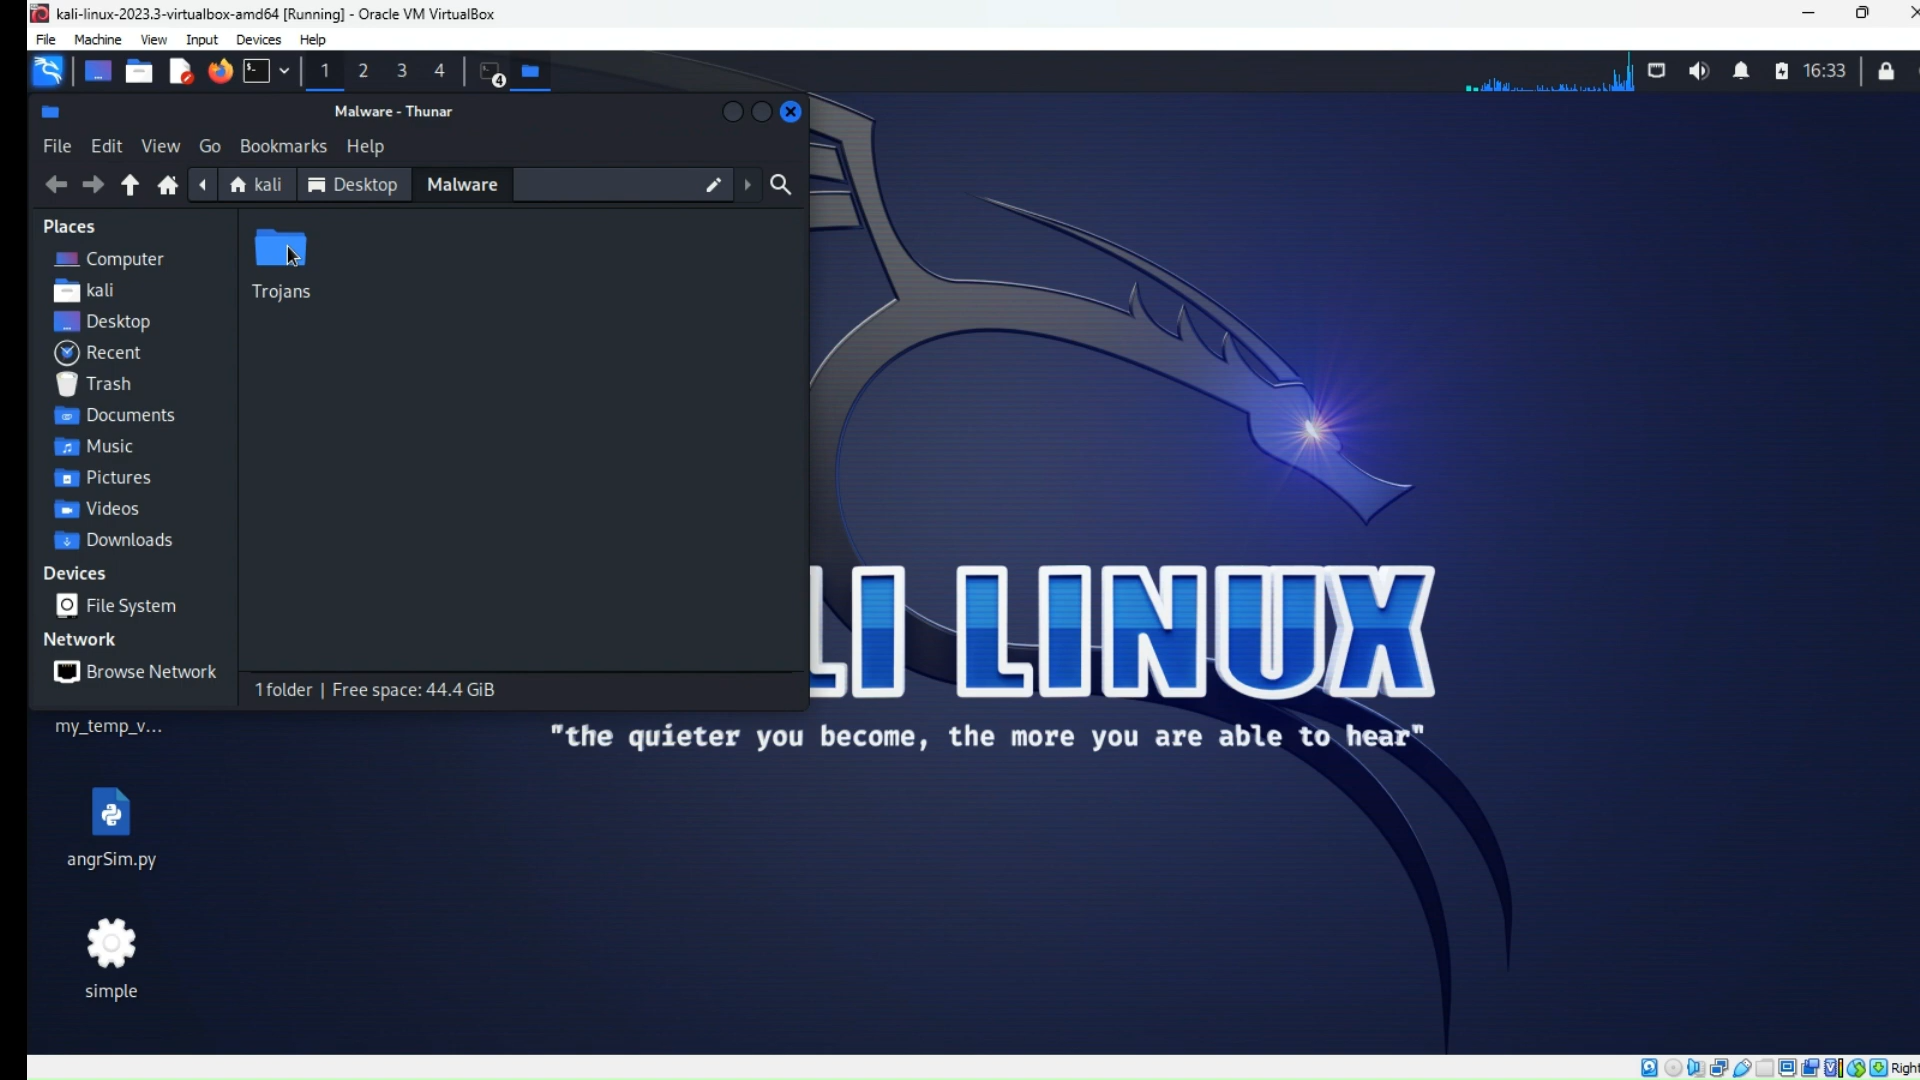 kali-linux-2023.3-virtualbox-amd64 [Running] - Oracle VM VirtualBox
File Machine View Input Devices Help
1 2 3 4 4 16:33
Malware - Thunar
File Edit View Go Bookmarks Help
kali Desktop Malware
Places
Computer
kali
Desktop
Recent
Trash
Documents
Music
Pictures
Videos
Downloads
Devices
File System
Network
Browse Network
Trojans
1 folder | Free space: 44.4 GiB
LI LINUX
"the quieter you become, the more you are able to hear"
my_temp_v...
angrSim.py
simple
Right